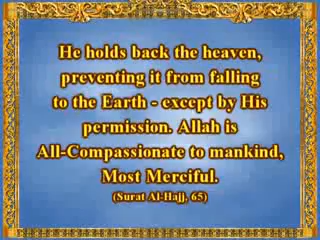 He holds back the heaven,
preventing it from falling
to the Earth - except by His
permission. Allah is
All-Compassionate to mankind,
Most Merciful.
(Surat Al-Hajj, 65)